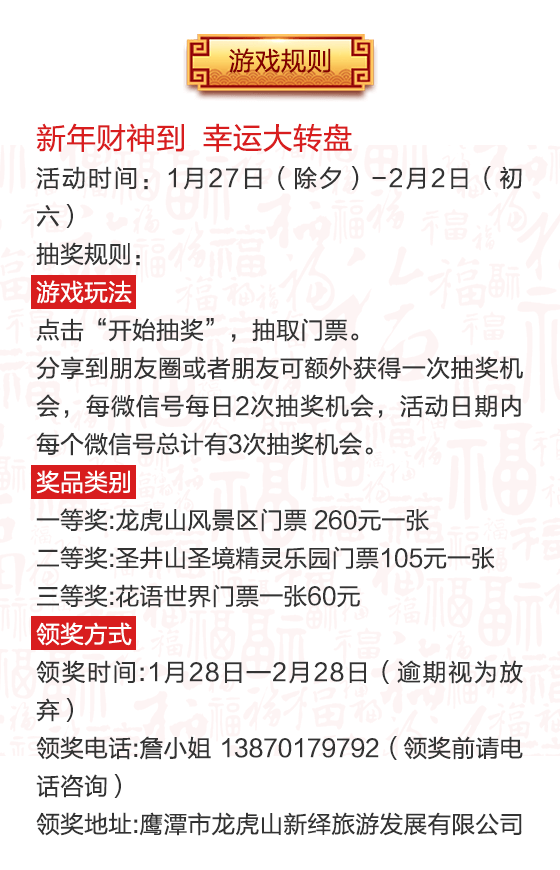 游戏规则
新年财神到 幸运大转盘
活动时间：1月27日（除夕）–2月2日（初
六）
抽奖规则：
游戏玩法
点击“开始抽奖”，抽取门票。
分享到朋友圈或者朋友可额外获得一次抽奖机
会，每微信号每日2次抽奖机会，活动日期内
每个微信号总计有3次抽奖机会。
奖品类别
一等奖:龙虎山风景区门票 260元一张
二等奖:圣井山圣境精灵乐园门票105元一张
三等奖:花语世界门票一张60元
领奖方式
领奖时间:1月28日—2月28日（逾期视为放
弃）
领奖电话:詹小姐 13870179792（领奖前请电
话咨询）
领奖地址:鹰潭市龙虎山新绎旅游发展有限公司